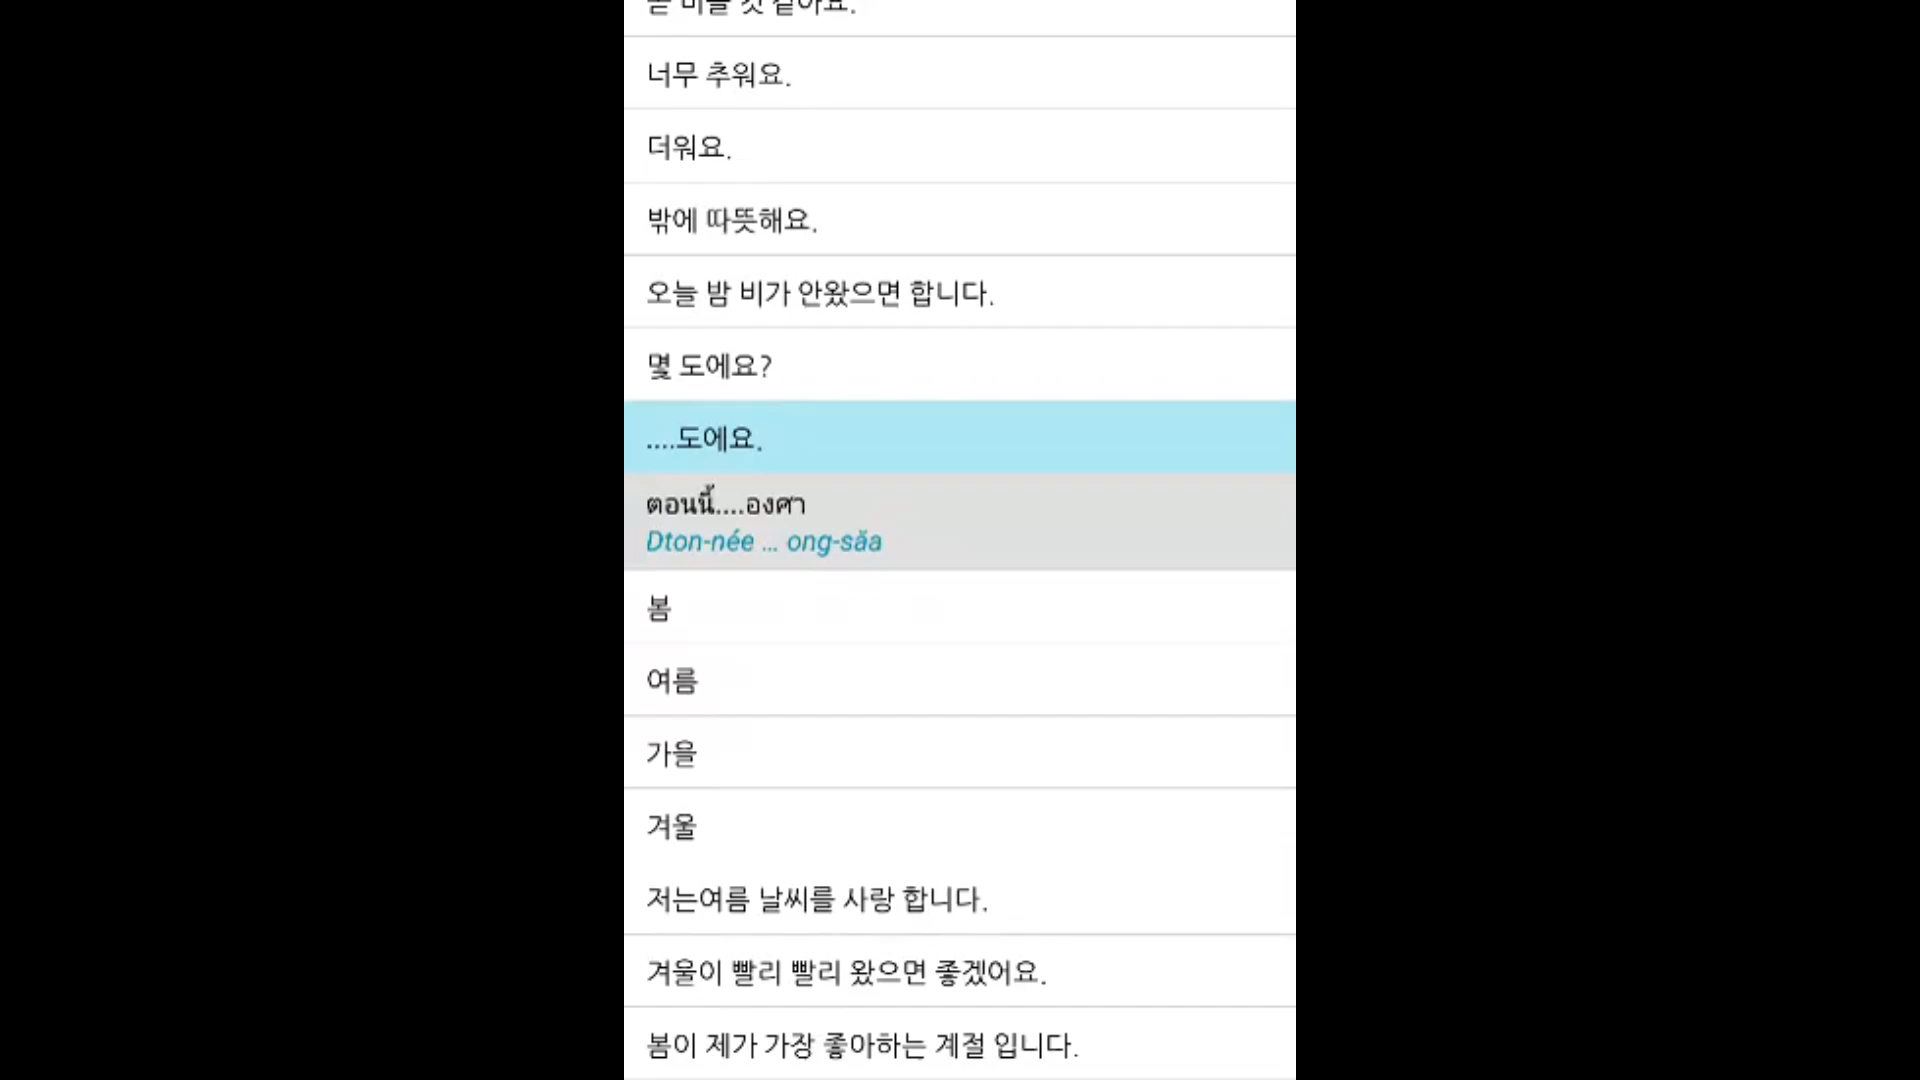 너무 추워요.
더워요.
밖에 따뜻해요.
오늘 밤 비가 안왔으면 합니다.
몇 도에요?
....도에요.
ตอนนี้....องศา
Dton-née ... ong-săa
봄
여름
가을
겨울
저는여름 날씨를 사랑 합니다.
겨울이 빨리 빨리 왔으면 좋겠어요.
봄이 제가 가장 좋아하는 계절 입니다.